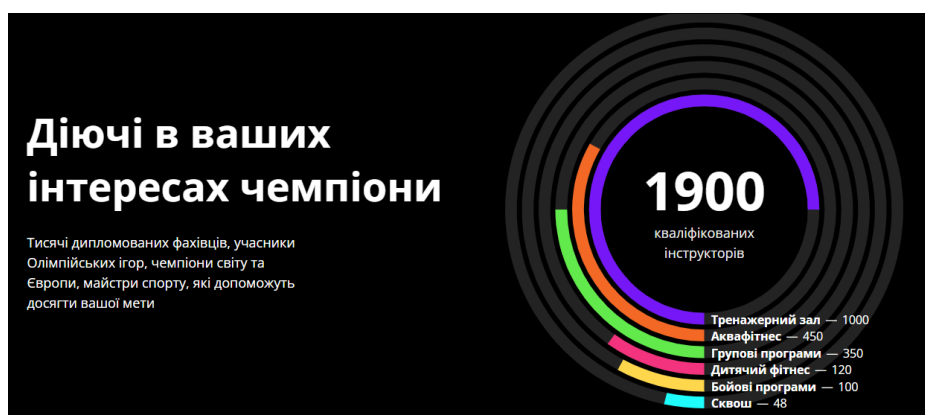 Діючі в ваших
інтересах чемпіони
Тисячі дипломованих фахівців, учасники
Олімпійських ігор, чемпіони світу та
Європи, майстри спорту, які допоможуть
досягти вашої мети
1900
кваліфікованих
інструкторів
Тренажерний зал — 1000
Аквафітнес — 450
Групові програми — 350
Дитячий фітнес — 120
Бойові програми — 100
Сквош — 48